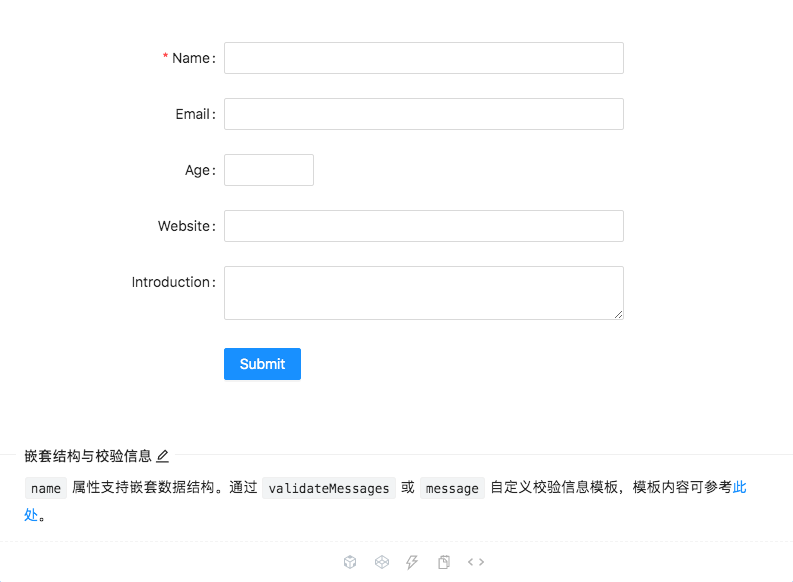 * Name:
Email:
Age:
Website:
Introduction:
Submit
嵌套结构与校验信息
name 属性支持嵌套数据结构。通过 validateMessages 或 message 自定义校验信息模板，模板内容可参考此
处。